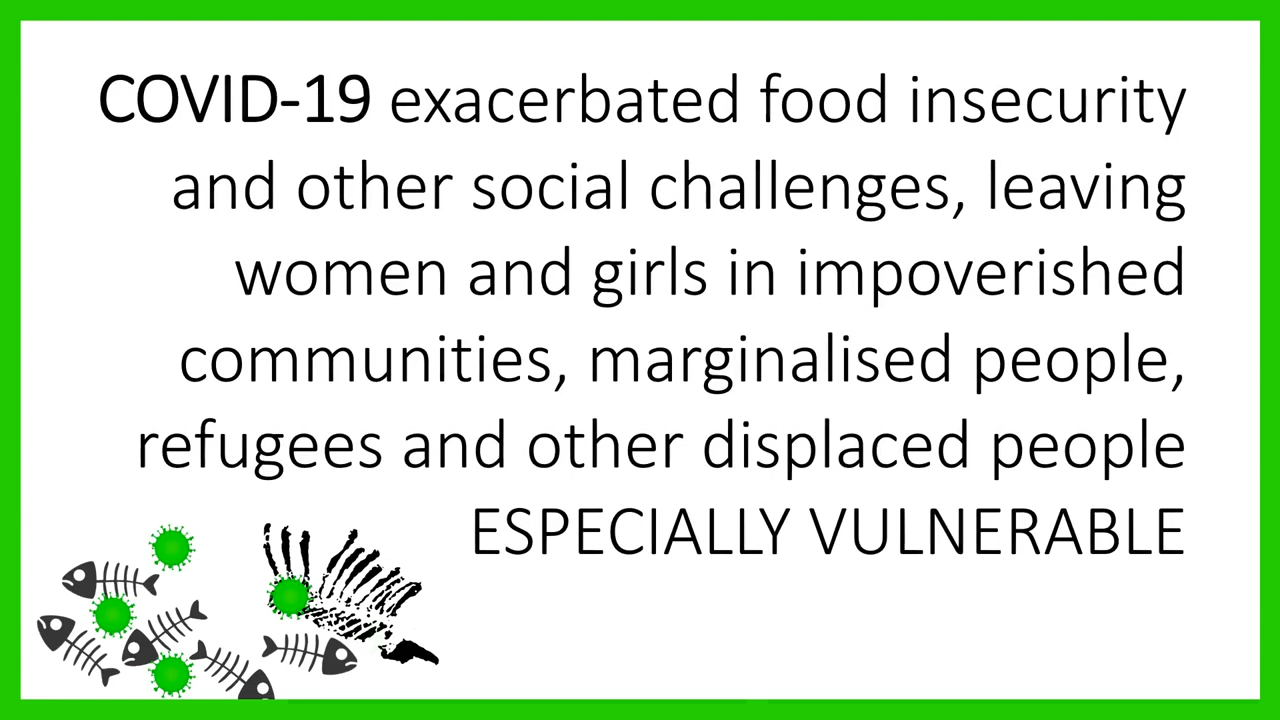 COVID-19 exacerbated food insecurity
and other social challenges, leaving
women and girls in impoverished
communities, marginalised people,
refugees and other displaced people
ESPECIALLY VULNERABLE